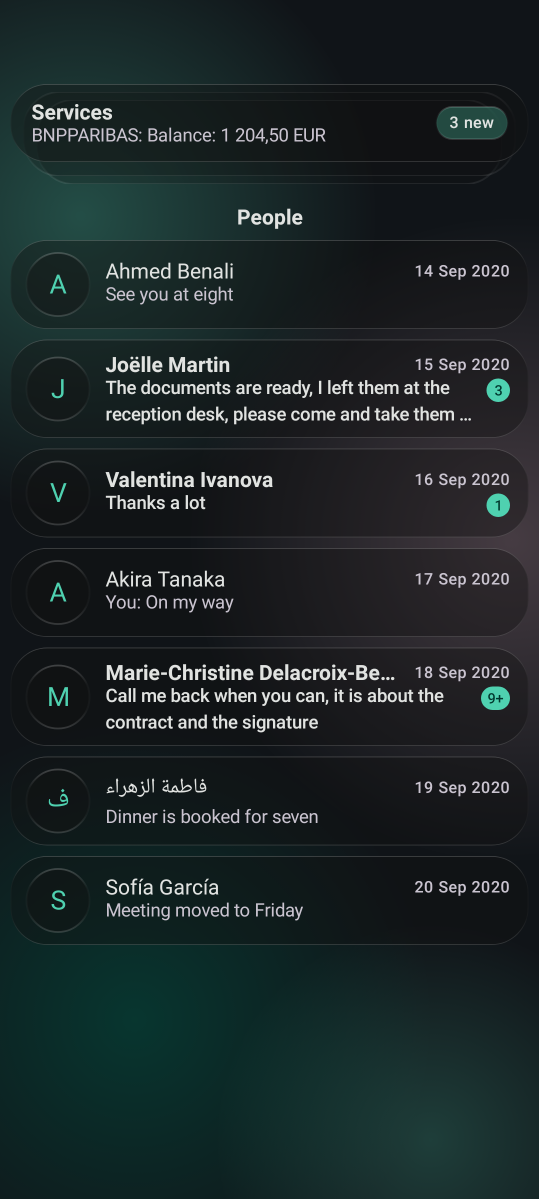 Services
BNPPARIBAS: Balance: 1 204,50 EUR
3 new
People
A
Ahmed Benali
14 Sep 2020
See you at eight
J
Joëlle Martin
15 Sep 2020
The documents are ready, I left them at the
3
reception desk, please come and take them …
V
Valentina Ivanova
16 Sep 2020
Thanks a lot
1
A
Akira Tanaka
17 Sep 2020
You: On my way
M
Marie-Christine Delacroix-Be…
18 Sep 2020
Call me back when you can, it is about the
9+
contract and the signature
ف
فاطمة الزهراء
19 Sep 2020
Dinner is booked for seven
S
Sofía García
20 Sep 2020
Meeting moved to Friday